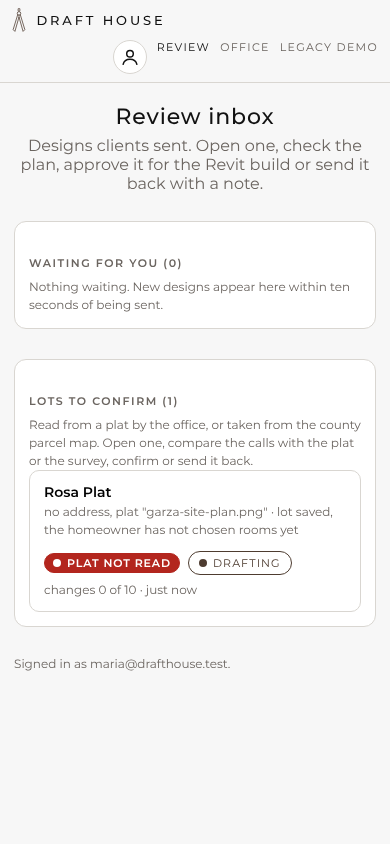 DRAFT HOUSE
REVIEW OFFICE LEGACY DEMO
Review inbox
Designs clients sent. Open one, check the
plan, approve it for the Revit build or send it
back with a note.
WAITING FOR YOU (0)
Nothing waiting. New designs appear here within ten
seconds of being sent.
LOTS TO CONFIRM (1)
Read from a plat by the office, or taken from the county
parcel map. Open one, compare the calls with the plat
or the survey, confirm or send it back.
Rosa Plat
no address, plat "garza-site-plan.png" · lot saved,
the homeowner has not chosen rooms yet
PLAT NOT READ DRAFTING
changes 0 of 10 · just now
Signed in as maria@drafthouse.test.